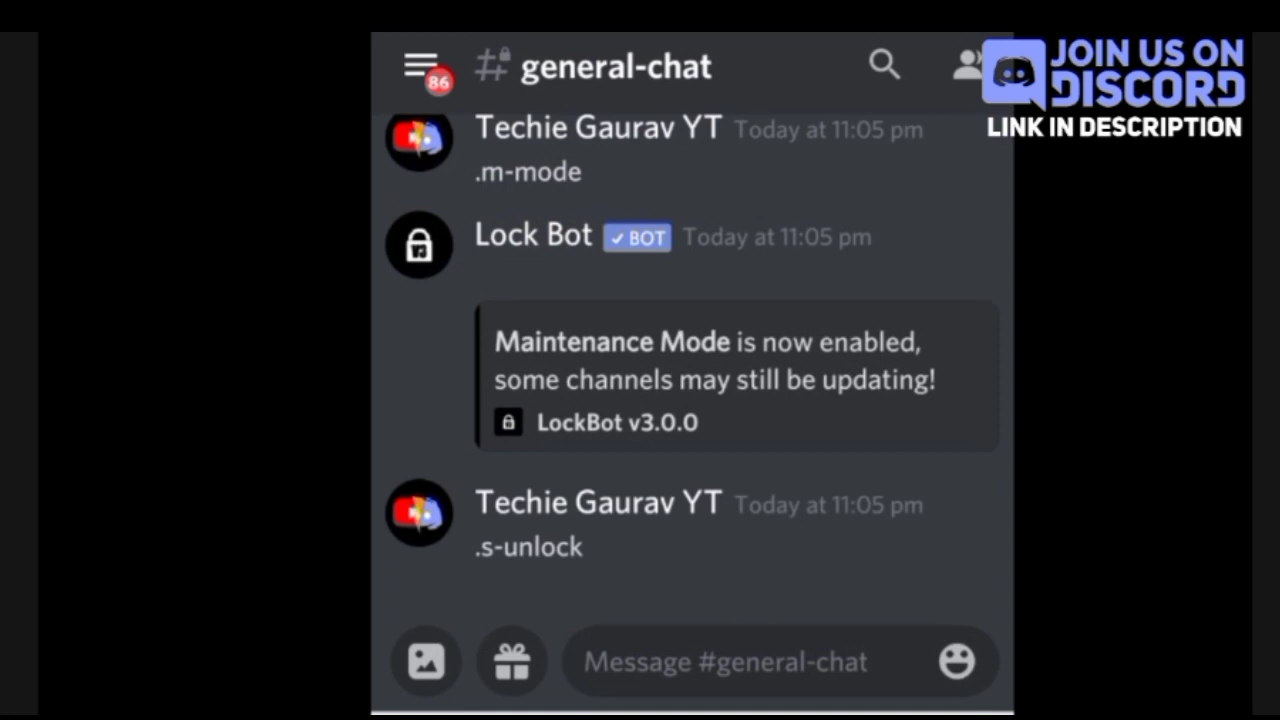 86
general-chat
JOIN US ON
DISCORD
LINK IN DESCRIPTION
Techie Gaurav YT Today at 11:05 pm
.m-mode
Lock Bot ✓ BOT Today at 11:05 pm
Maintenance Mode is now enabled,
some channels may still be updating!
LockBot v3.0.0
Techie Gaurav YT Today at 11:05 pm
.s-unlock
Message #general-chat